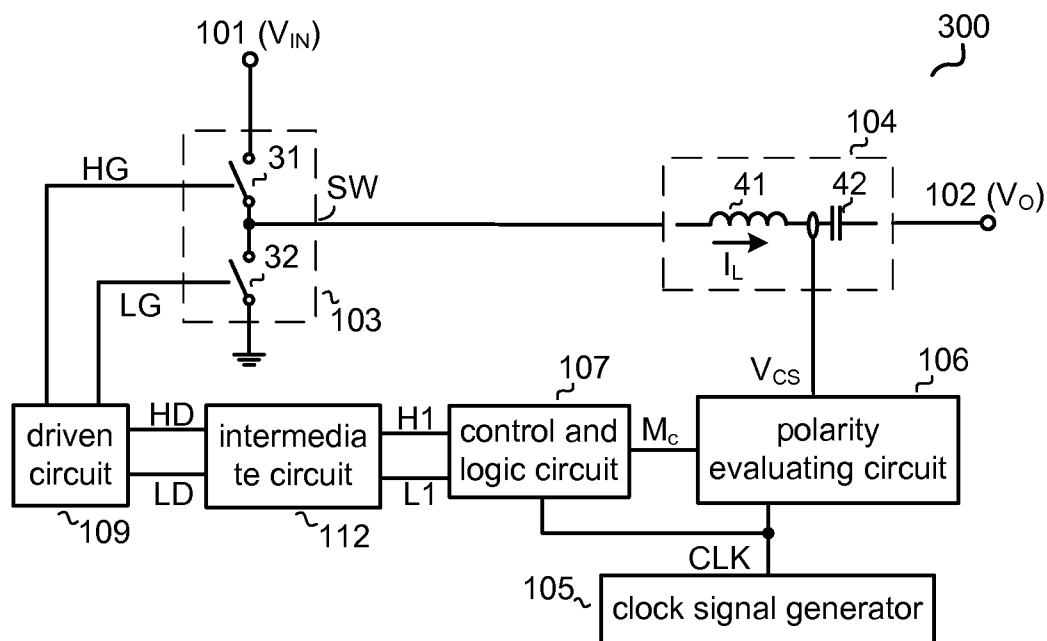 101 (VIN)
300
104
HG
31
SW
41
42
102 (VO)
32
IL
LG
103
VCS
106
107
HD
H1
driven
circuit
intermedia
te circuit
control and
logic circuit
Mc
polarity
evaluating circuit
LD
L1
109
112
CLK
105
clock signal generator